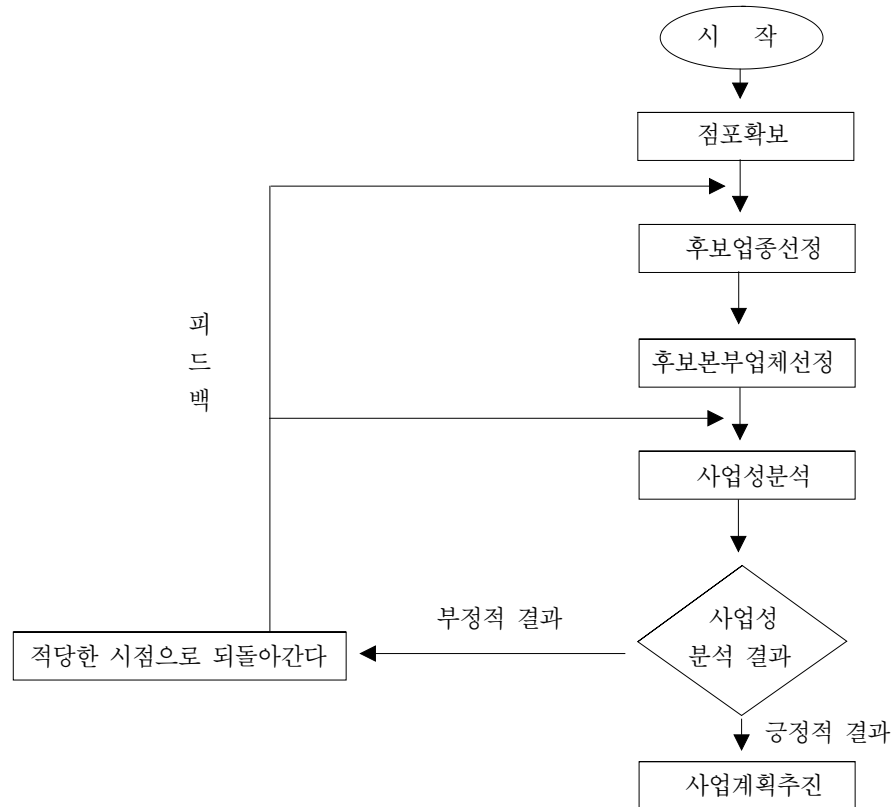 시 작
점포확보
후보업종선정
피
드
백
후보본부업체선정
사업성분석
부정적 결과
사업성
분석 결과
적당한 시점으로 되돌아간다
긍정적 결과
사업계획추진